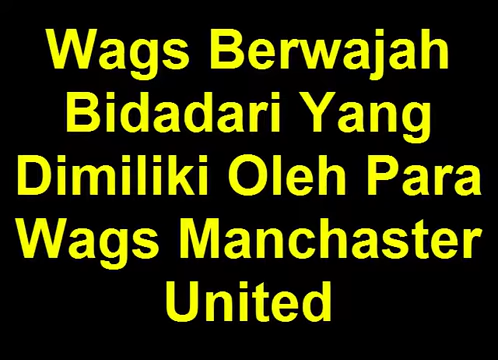 Wags Berwajah
Bidadari Yang
Dimiliki Oleh Para
Wags Manchaster
United